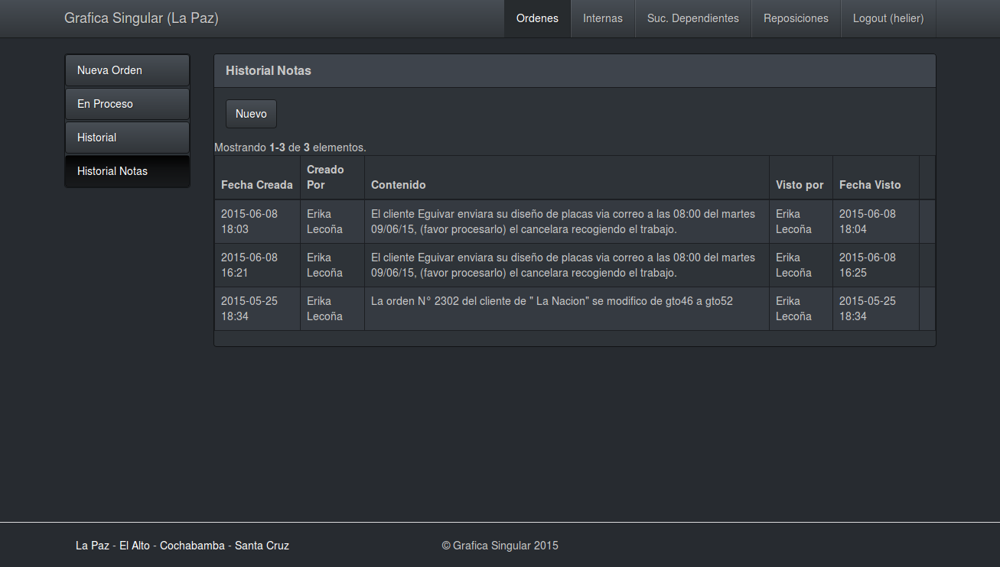 Grafica Singular (La Paz)
Ordenes
Internas
Suc. Dependientes
Reposiciones
Logout (helier)
Nueva Orden
En Proceso
Historial
Historial Notas
Historial Notas
Nuevo
Mostrando 1-3 de 3 elementos.
Fecha Creada
Creado
Por
Contenido
Visto por
Fecha Visto
2015-06-08
18:03
Erika
Lecoña
El cliente Eguivar enviara su diseño de placas via correo a las 08:00 del martes
09/06/15, (favor procesarlo) el cancelara recogiendo el trabajo.
Erika
Lecoña
2015-06-08
18:04
2015-06-08
16:21
Erika
Lecoña
El cliente Eguivar enviara su diseño de placas via correo a las 08:00 del martes
09/06/15, (favor procesarlo) el cancelara recogiendo el trabajo.
Erika
Lecoña
2015-06-08
16:25
2015-05-25
18:34
Erika
Lecoña
La orden N° 2302 del cliente de " La Nacion" se modifico de gto46 a gto52
Erika
Lecoña
2015-05-25
18:34
La Paz - El Alto - Cochabamba - Santa Cruz
© Grafica Singular 2015